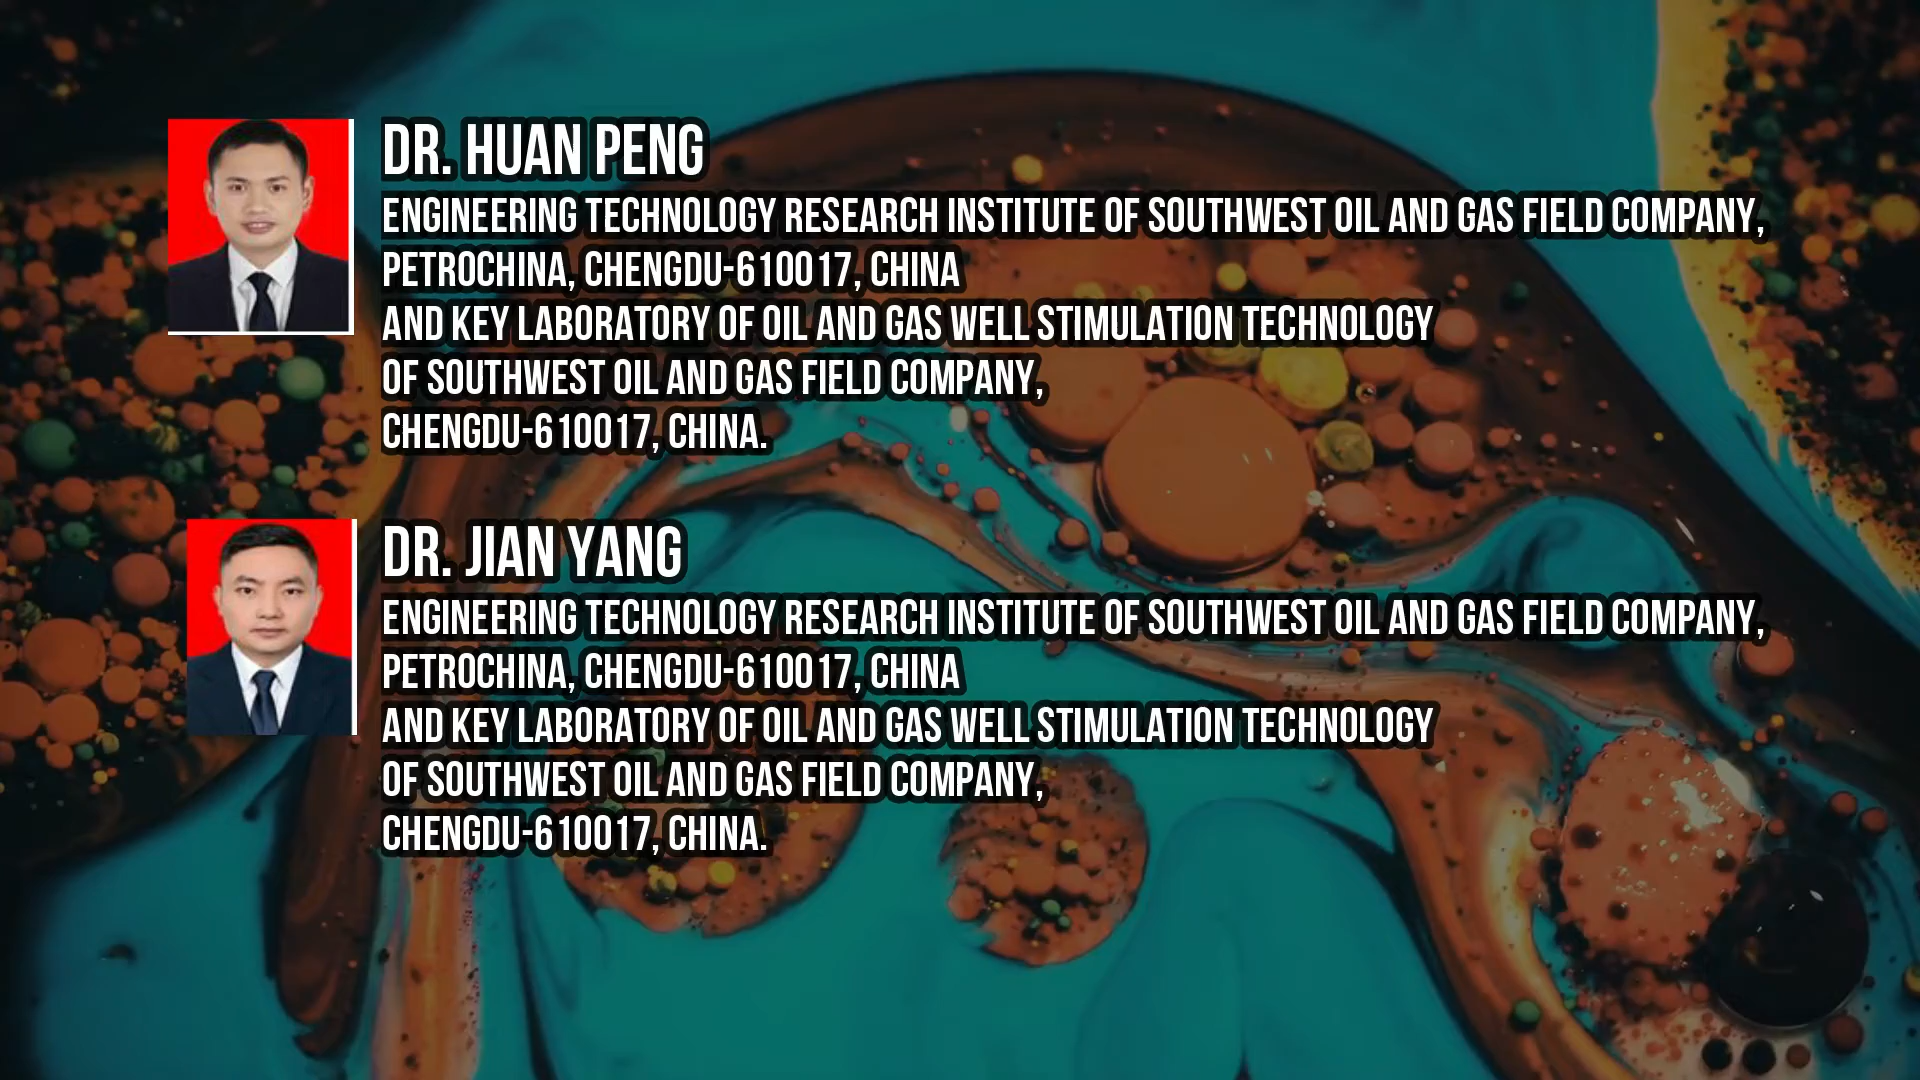 DR. HUAN PENG
ENGINEERING TECHNOLOGY RESEARCH INSTITUTE OF SOUTHWEST OIL AND GAS FIELD COMPANY,
PETROCHINA, CHENGDU-610017, CHINA
AND KEY LABORATORY OF OIL AND GAS WELL STIMULATION TECHNOLOGY
OF SOUTHWEST OIL AND GAS FIELD COMPANY,
CHENGDU-610017, CHINA.
DR. JIAN YANG
ENGINEERING TECHNOLOGY RESEARCH INSTITUTE OF SOUTHWEST OIL AND GAS FIELD COMPANY,
PETROCHINA, CHENGDU-610017, CHINA
AND KEY LABORATORY OF OIL AND GAS WELL STIMULATION TECHNOLOGY
OF SOUTHWEST OIL AND GAS FIELD COMPANY,
CHENGDU-610017, CHINA.